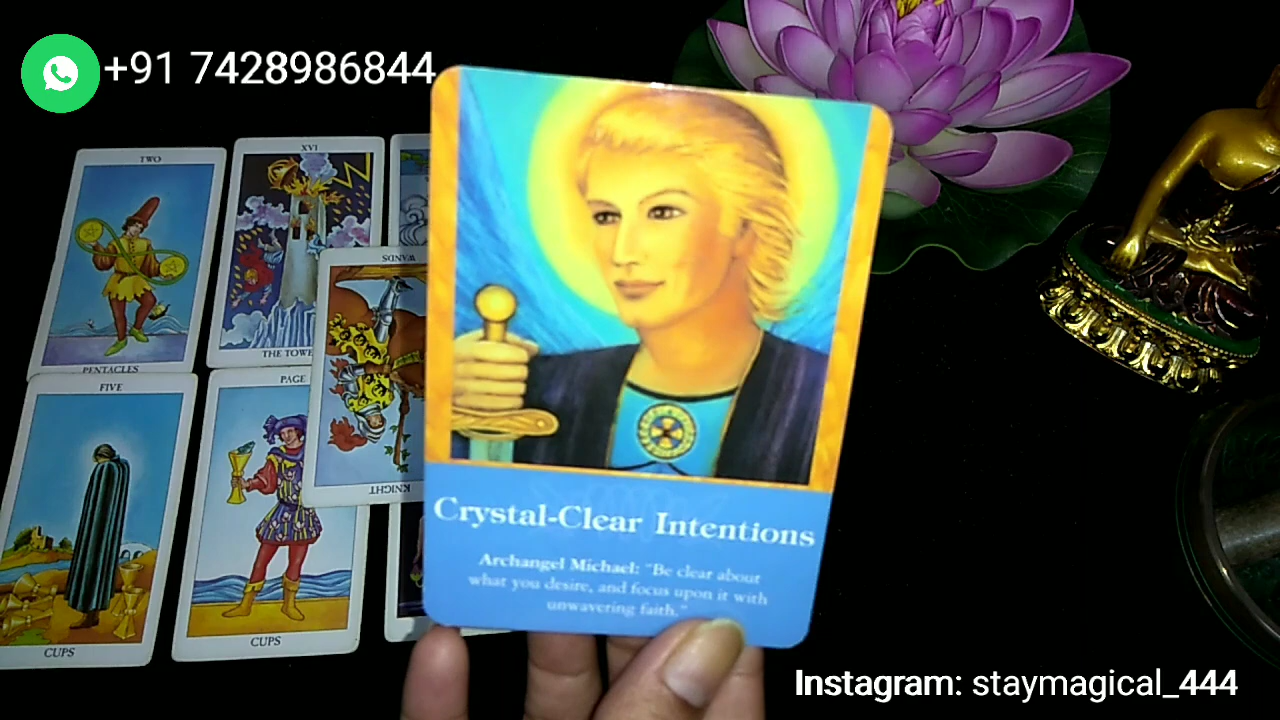 +91 7428986844
TWO
PENTACLES
XVI
THE TOWE
WANDS
KNIGHT
FIVE
CUPS
PAGE
CUPS
Crystal-Clear Intentions
Archangel Michael: "Be clear about
what you desire, and focus upon it with
unwavering faith."
Instagram: staymagical_444